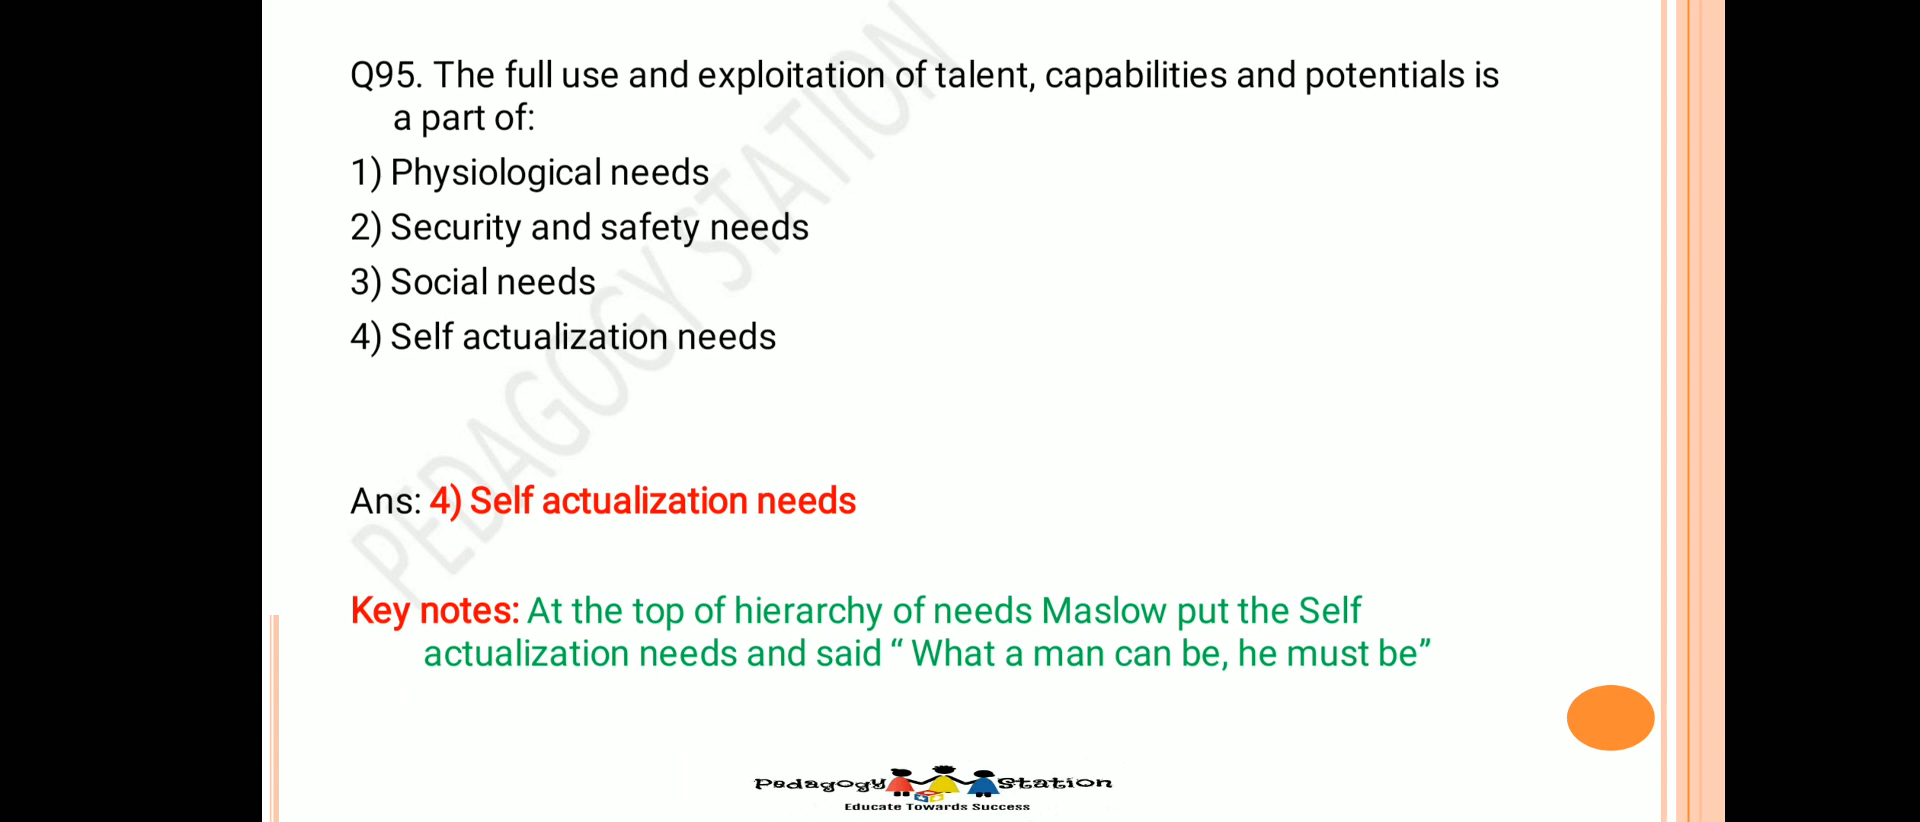 Q95. The full use and exploitation of talent, capabilities and potentials is
a part of:
1) Physiological needs
2) Security and safety needs
3) Social needs
4) Self actualization needs
Ans: 4) Self actualization needs
Key notes: At the top of hierarchy of needs Maslow put the Self
actualization needs and said “ What a man can be, he must be”
PEDAGOGY STATION
Pedagogy Station
Educate Towards Success